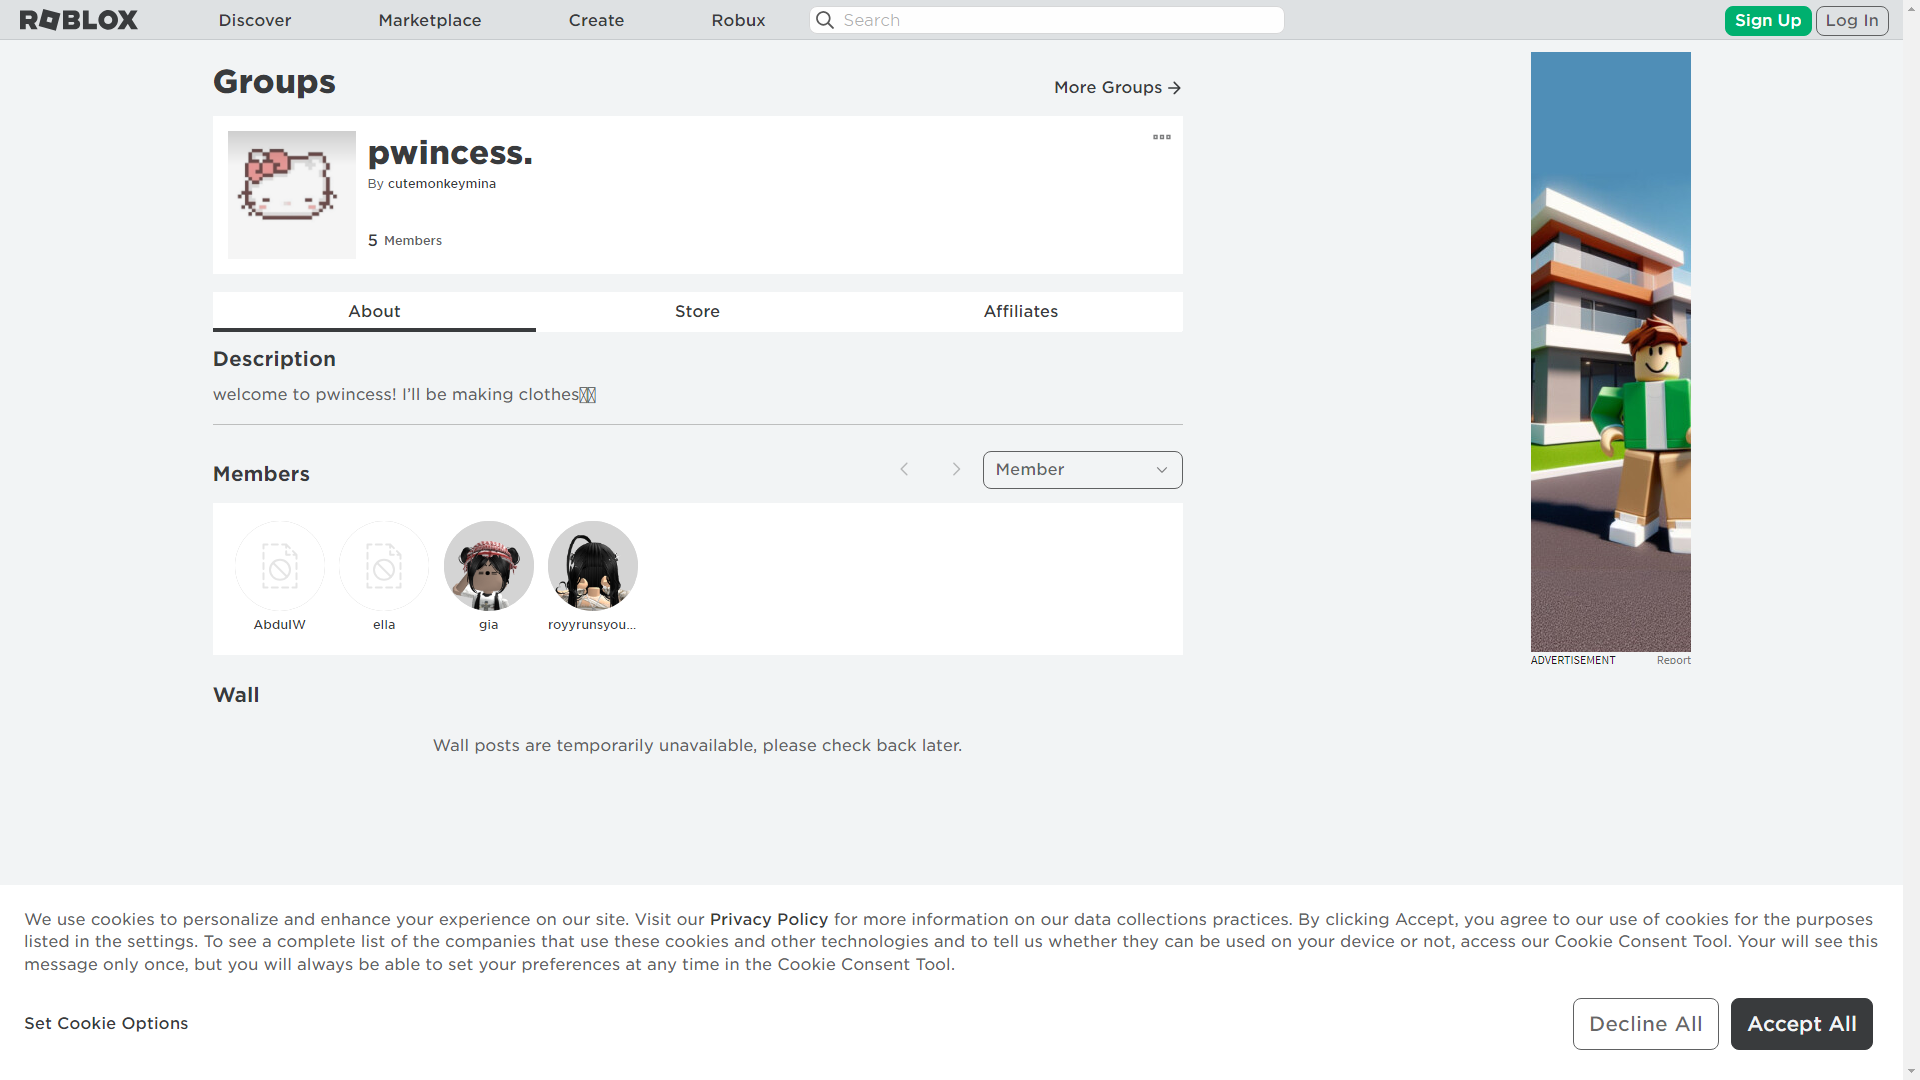 ROBLOX Discover Marketplace Create Robux Search Sign Up Log In
Groups
More Groups
pwincess.
By cutemonkeymina
5 Members
About Store Affiliates
Description
welcome to pwincess! I’ll be making clothes
Members
Member
AbdulW ella gia royyrunsyou...
ADVERTISEMENT Report
Wall
Wall posts are temporarily unavailable, please check back later.
We use cookies to personalize and enhance your experience on our site. Visit our Privacy Policy for more information on our data collections practices. By clicking Accept, you agree to our use of cookies for the purposes
listed in the settings. To see a complete list of the companies that use these cookies and other technologies and to tell us whether they can be used on your device or not, access our Cookie Consent Tool. Your will see this
message only once, but you will always be able to set your preferences at any time in the Cookie Consent Tool.
Set Cookie Options
Decline All
Accept All